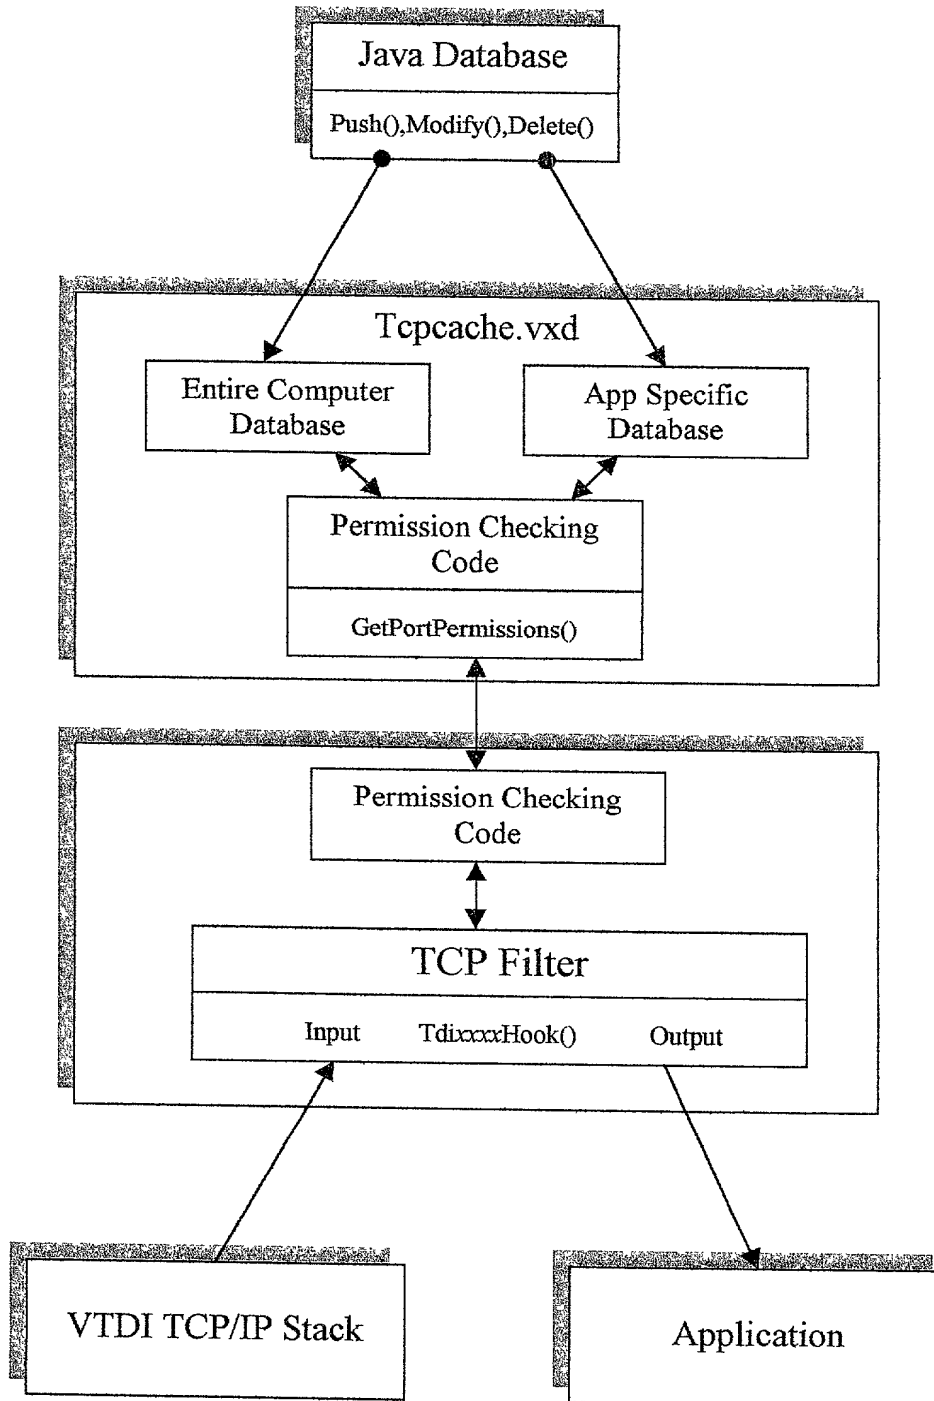 Java Database
Push(),Modify(),Delete()
Tcpcache.vxd
Entire Computer
Database
App Specific
Database
Permission Checking
Code
GetPortPermissions()
Permission Checking
Code
TCP Filter
Input TdixxxxHook() Output
VTDI TCP/IP Stack
Application